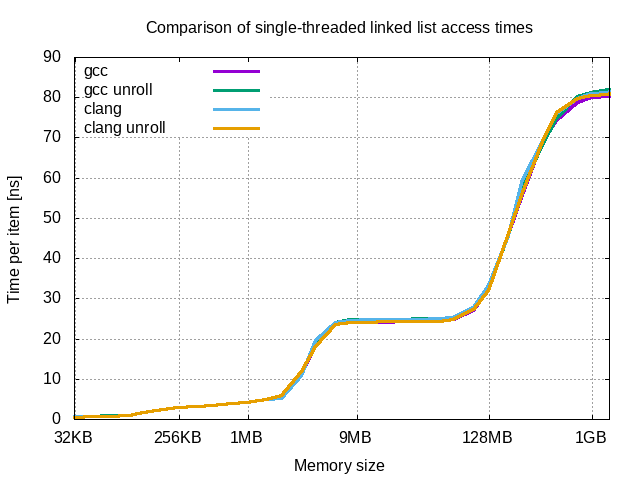 Comparison of single-threaded linked list access times
90
80
70
60
50
40
30
20
10
0
Time per item [ns]
gcc
gcc unroll
clang
clang unroll
32KB 256KB 1MB 9MB 128MB 1GB
Memory size